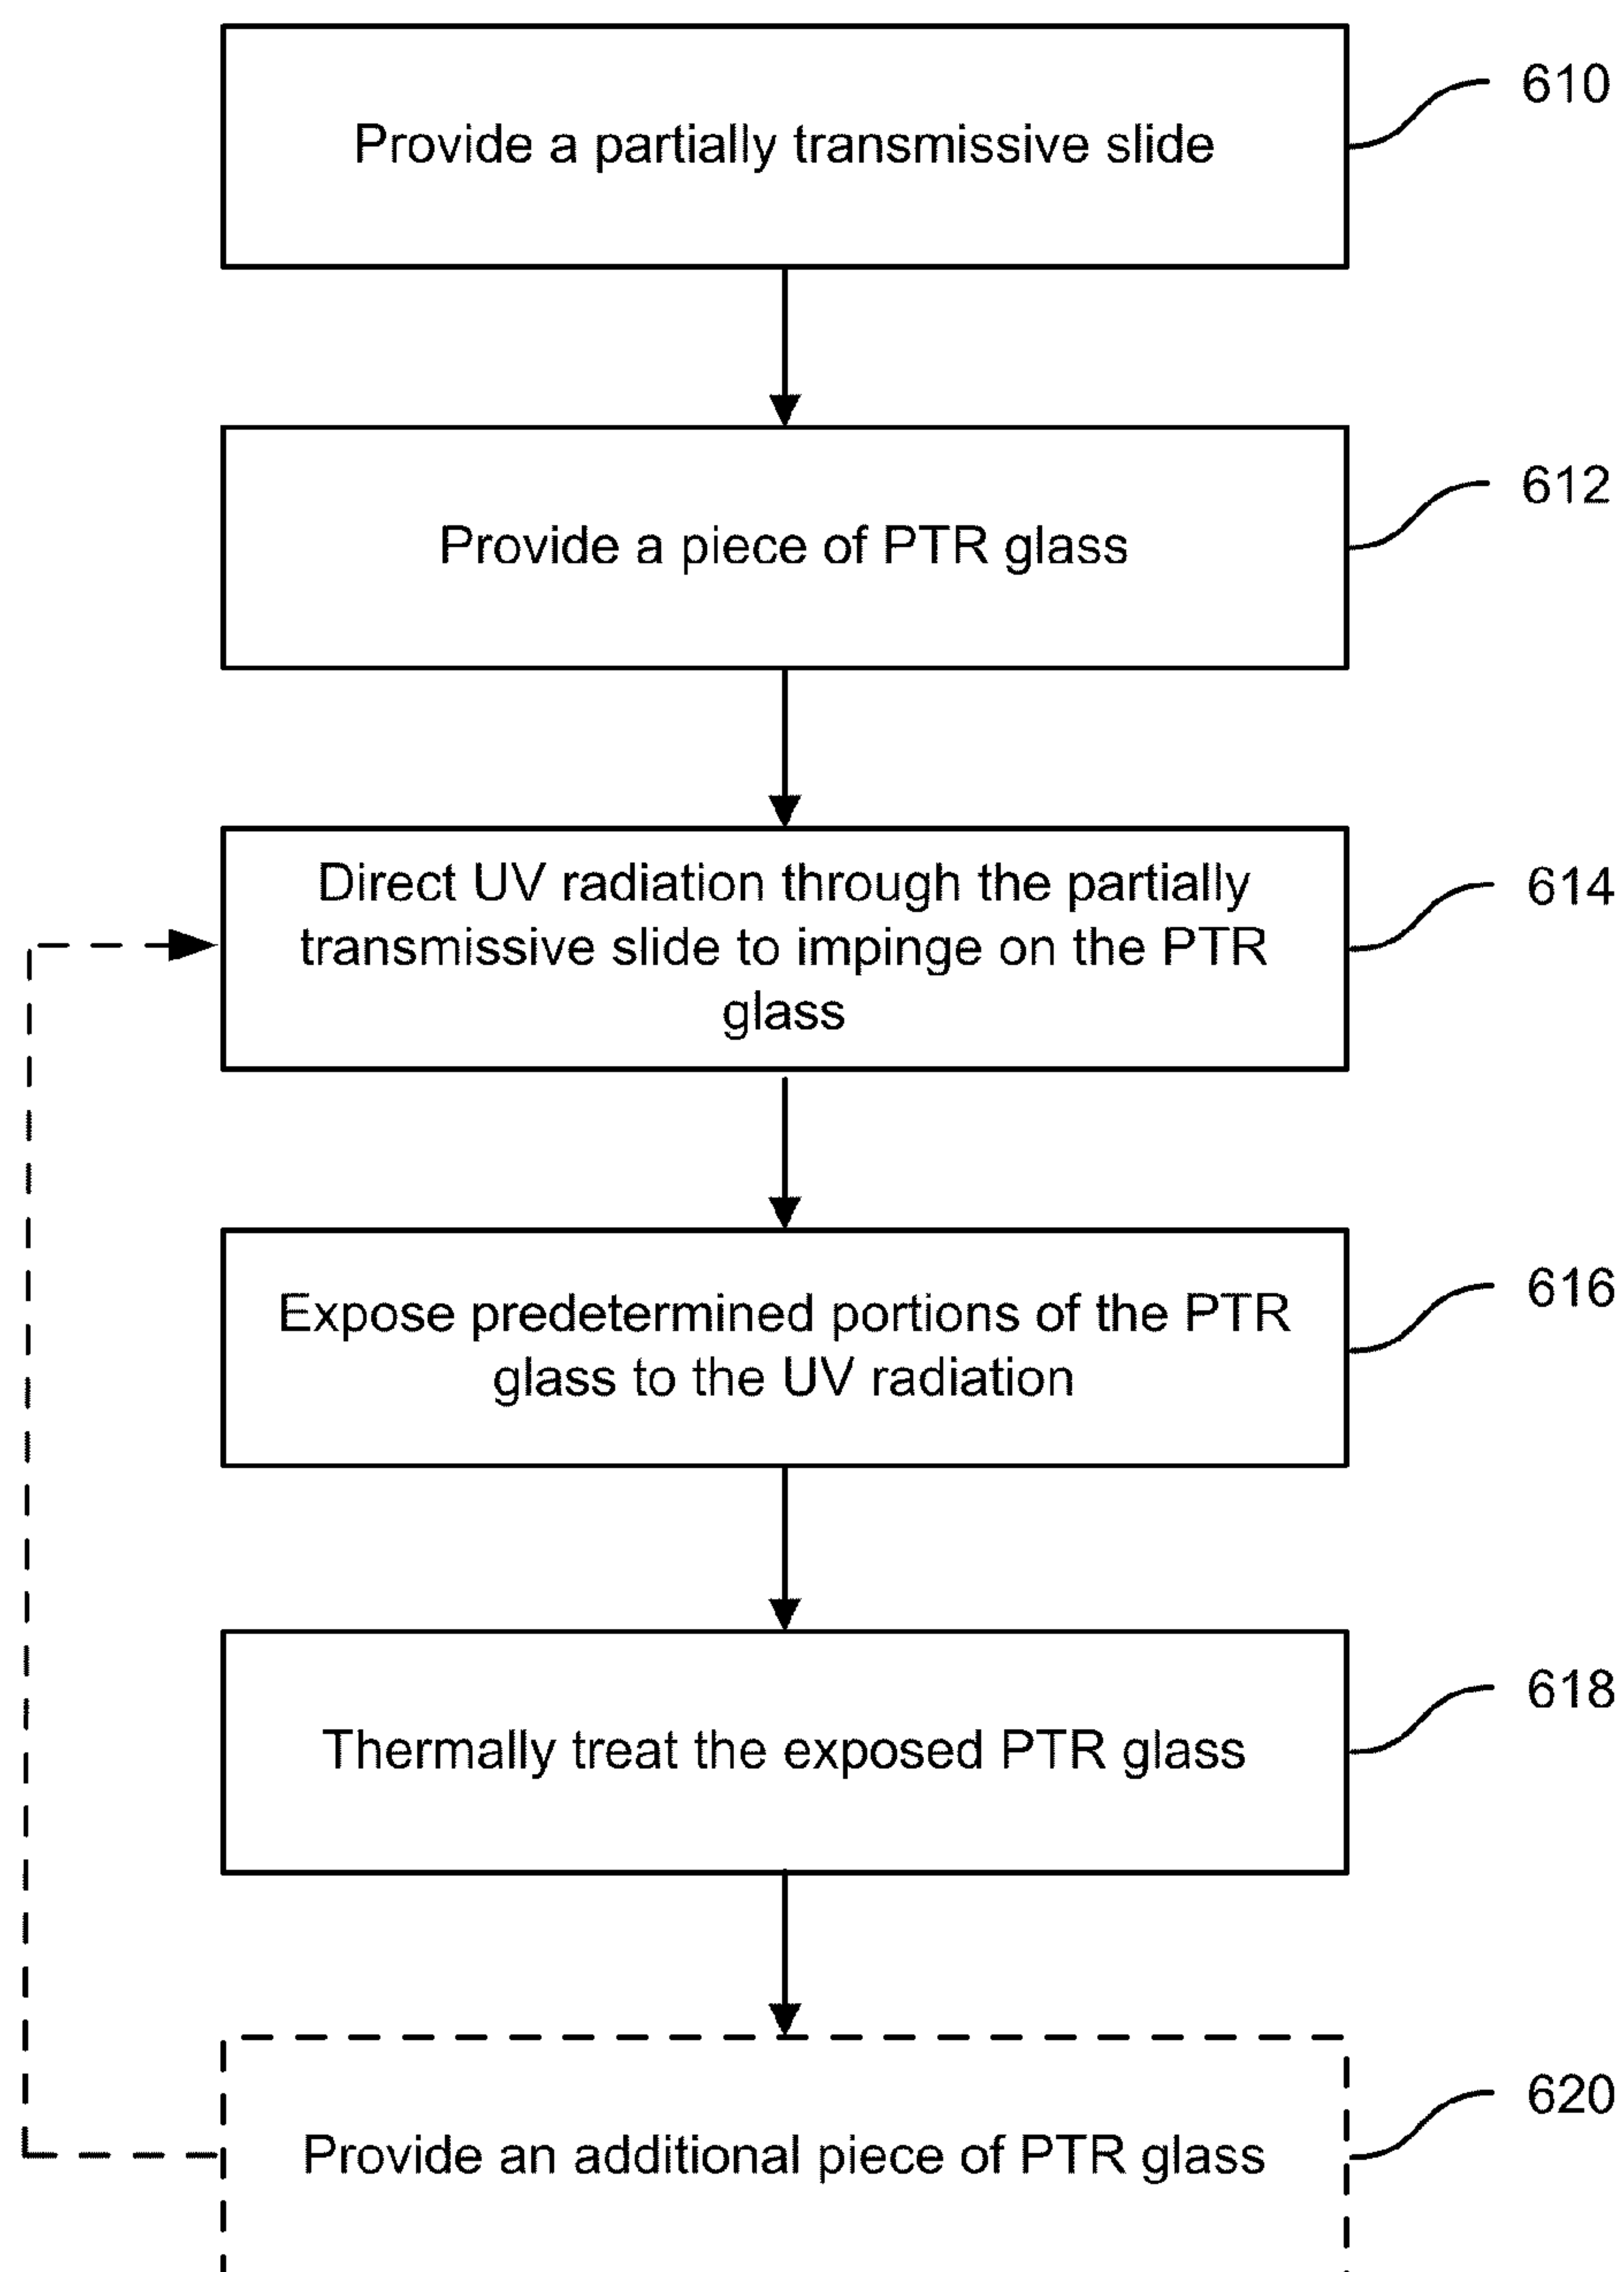 Provide a partially transmissive slide
610
Provide a piece of PTR glass
612
Direct UV radiation through the partially
transmissive slide to impinge on the PTR
glass
614
Expose predetermined portions of the PTR
glass to the UV radiation
616
Thermally treat the exposed PTR glass
618
Provide an additional piece of PTR glass
620